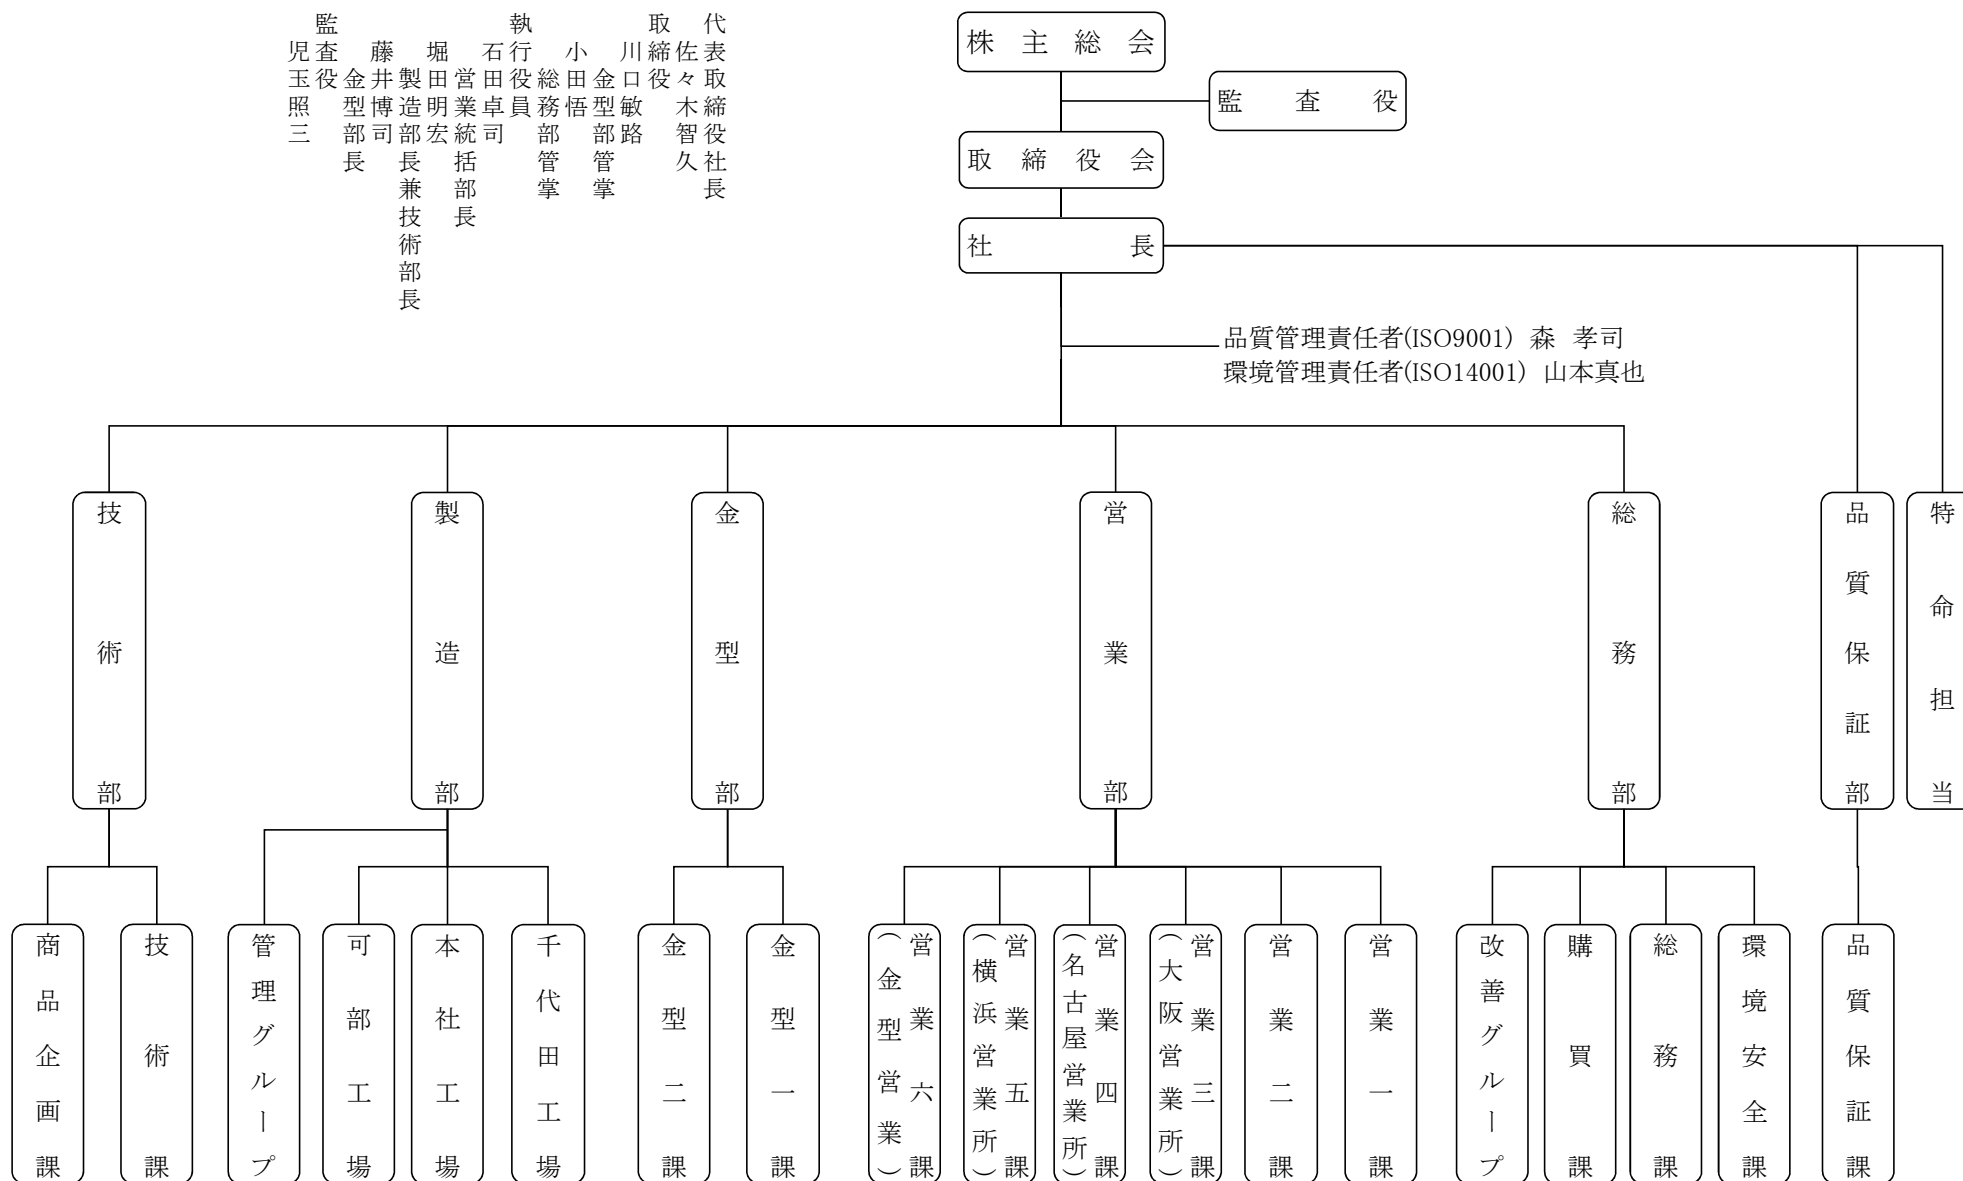 代表取締役社長
佐々木智久
取締役
川口敏路
金型部管掌
小田悟
総務部管掌
執行役員
石田卓司
営業統括部長
堀田明宏
製造部長兼技術部長
藤井博司
金型部長
監査役
児玉照三
株主総会
監査役
取締役会
社長
品質管理責任者(ISO9001) 森 孝司
環境管理責任者(ISO14001) 山本真也
特命担当
品質保証部
総務部
営業部
金型部
製造部
技術部
品質保証課
環境安全課
総務課
購買課
改善グループ
営業一課
営業二課
営業三課
(大阪営業所)
営業四課
(名古屋営業所)
営業五課
(横浜営業所)
営業六課
(金型営業)
金型一課
金型二課
千代田工場
本社工場
可部工場
管理グループ
技術課
商品企画課